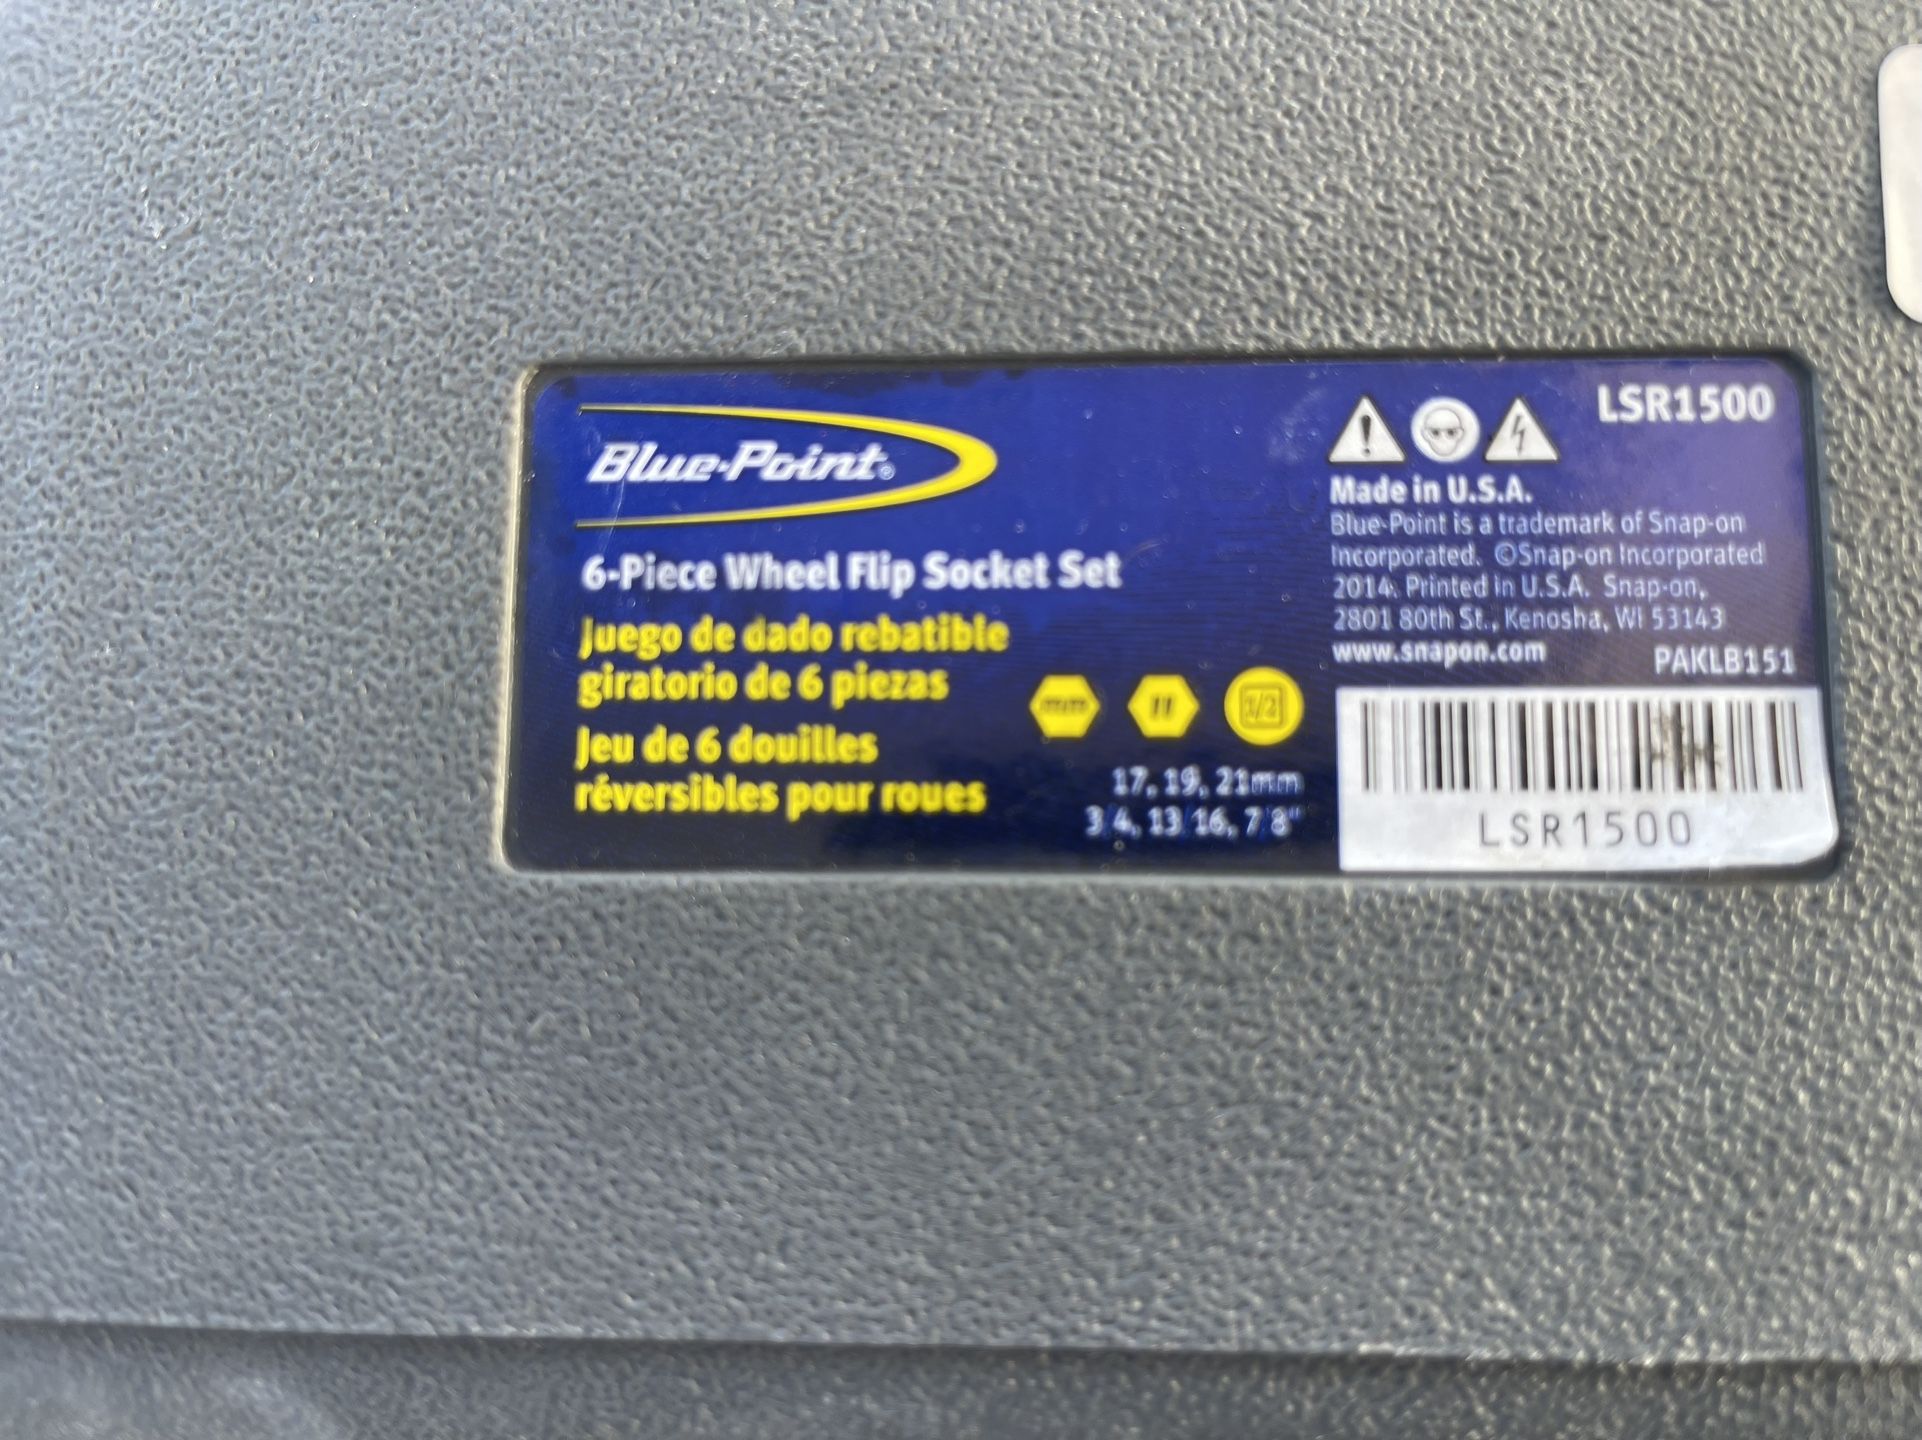 Blue-Point®
6-Piece Wheel Flip Socket Set
Juego de dado rebatible
giratorio de 6 piezas
Jeu de 6 douilles
réversibles pour roues
mm
"
1/2
17, 19, 21mm
3/4, 13/16, 7/8"
LSR1500
Made in U.S.A.
Blue-Point is a trademark of Snap-on
Incorporated. ©Snap-on Incorporated
2014. Printed in U.S.A. Snap-on,
2801 80th St., Kenosha, WI 53143
www.snapon.com
PAKLB151
LSR1500